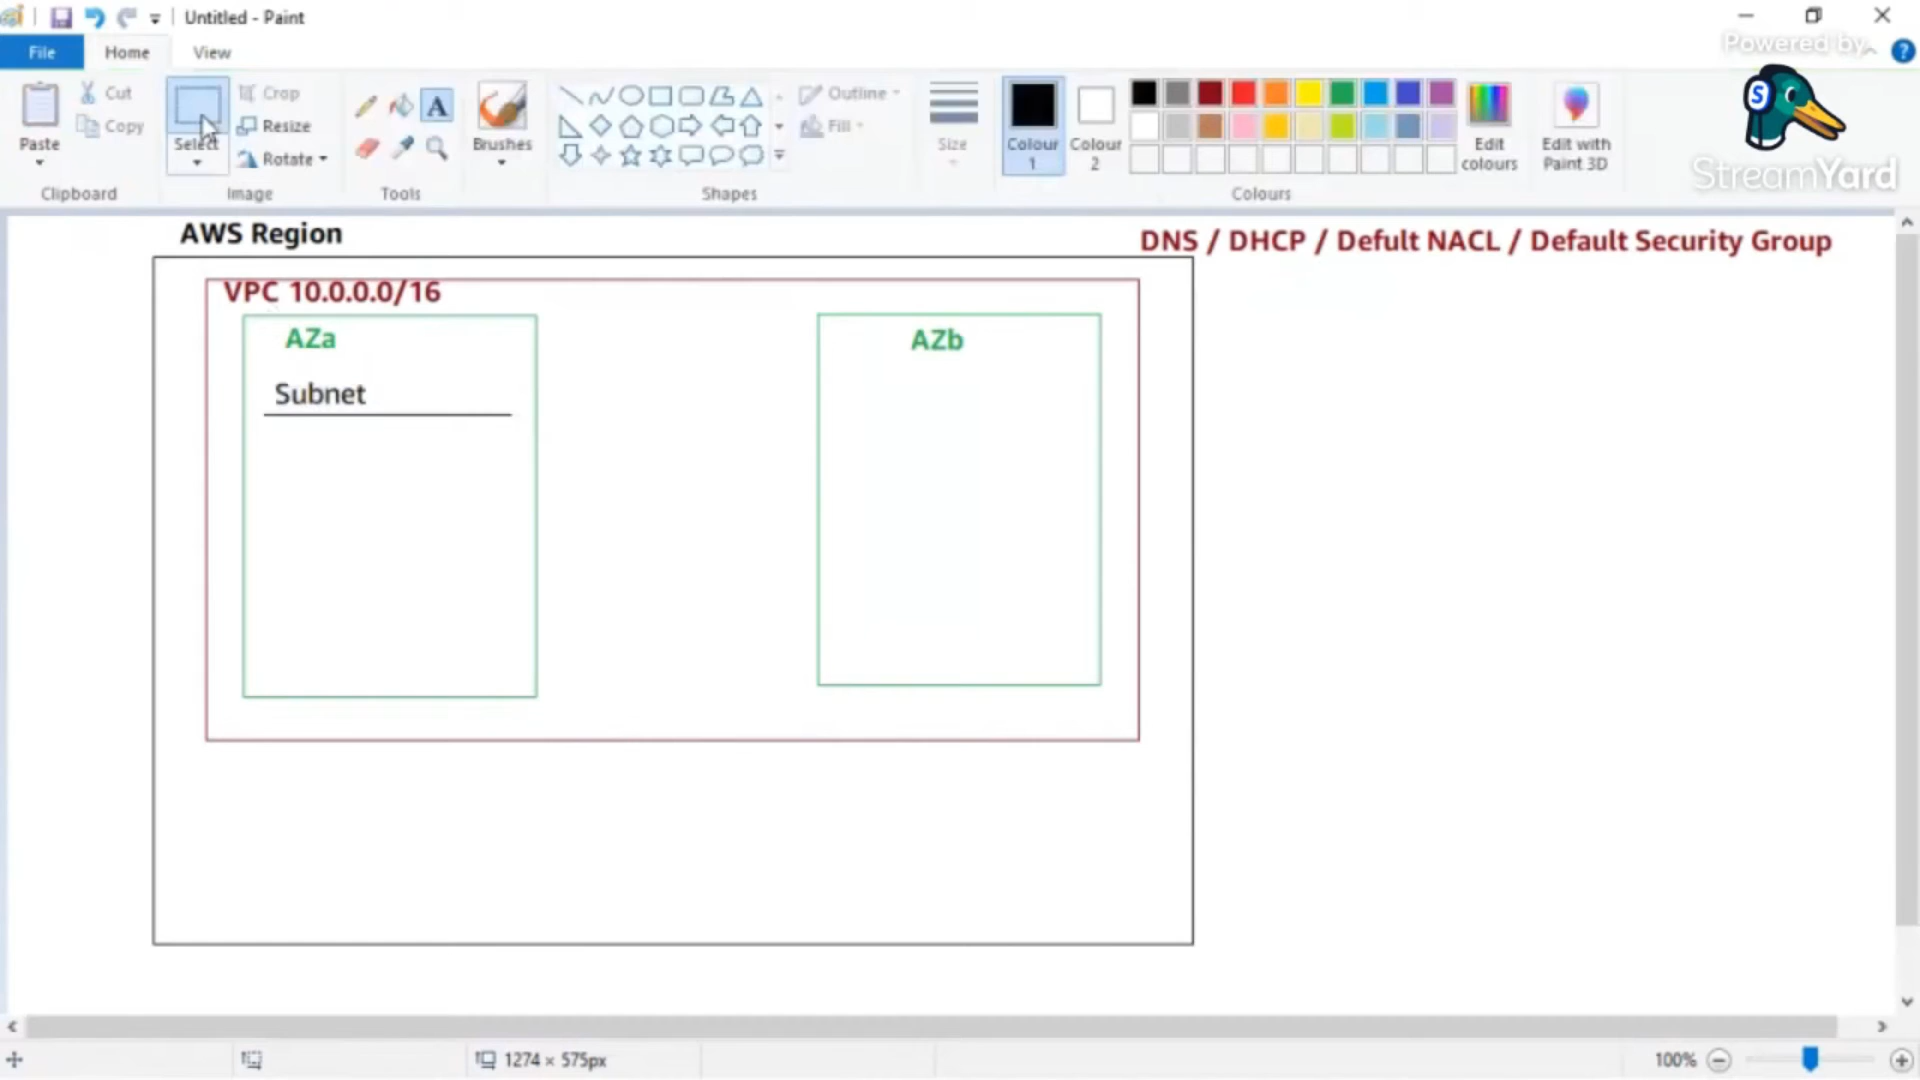 Untitled - Paint
File Home View
Powered by
StreamYard
Paste
Cut
Copy
Clipboard
Select
Crop
Resize
Rotate
Image
A
Tools
Brushes
Shapes
Outline
Fill
Size
Colour 1
Colour 2
Colours
Edit colours
Edit with Paint 3D
AWS Region
DNS / DHCP / Defult NACL / Default Security Group
VPC 10.0.0.0/16
AZa
AZb
Subnet
1274 × 575px
100%